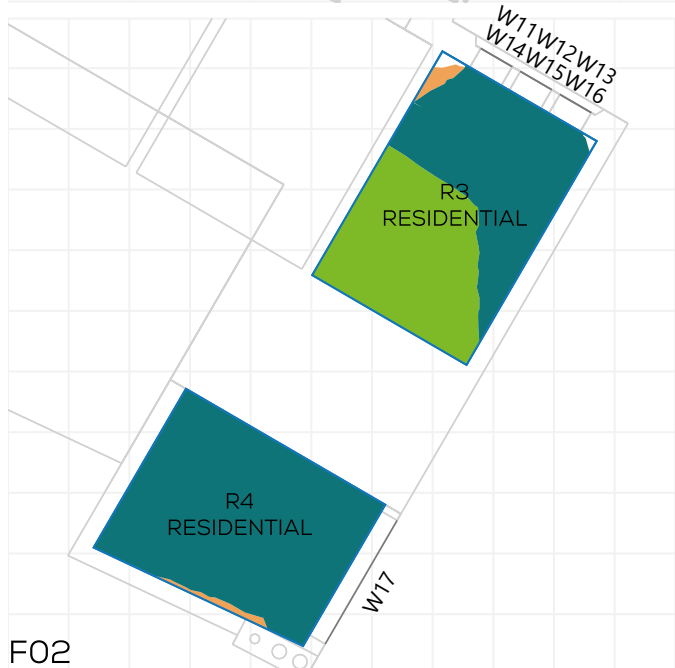 W11W12W13
W14W15W16
R3
RESIDENTIAL
R4
RESIDENTIAL
W17
F02